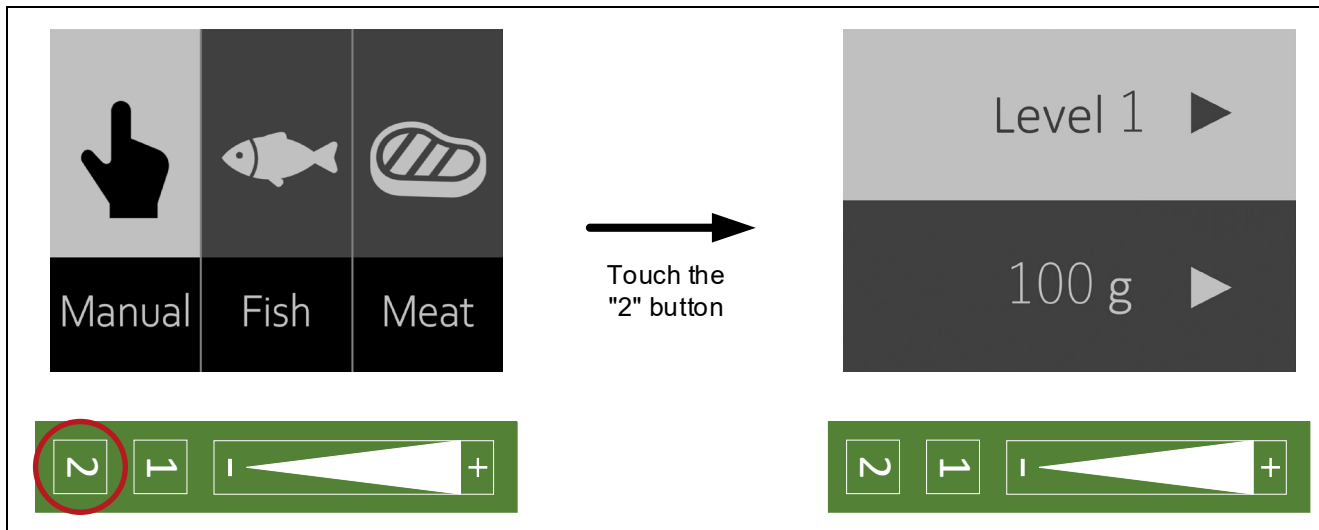 Manual Fish Meat
Touch the
"2" button
Level 1
100 g
2 1 - +
2 1 - +